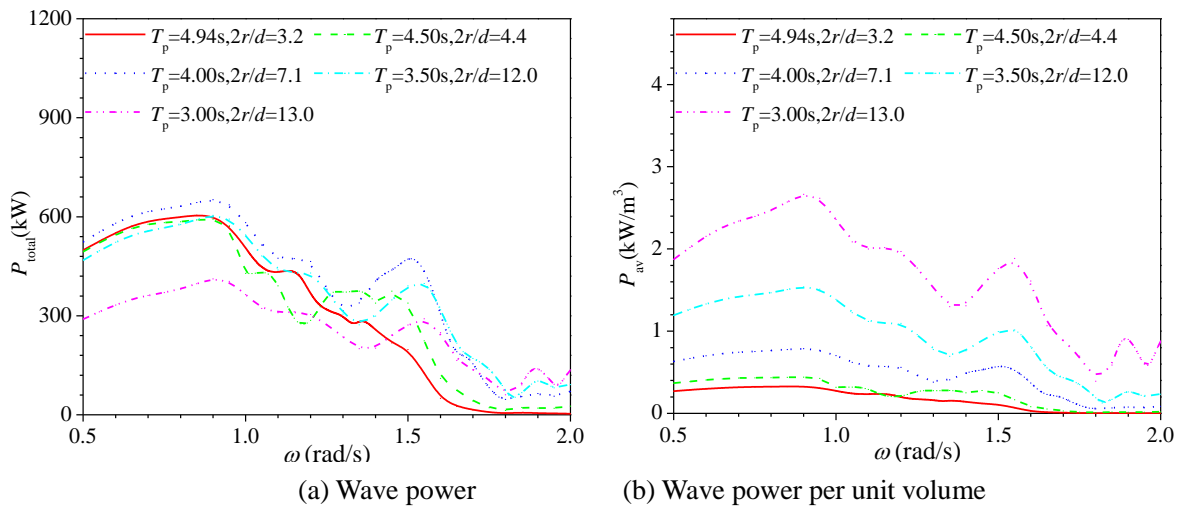 1200
900
600
300
0
P_total(kW)
T_p=4.94s,2r/d=3.2
T_p=4.50s,2r/d=4.4
T_p=4.00s,2r/d=7.1
T_p=3.50s,2r/d=12.0
T_p=3.00s,2r/d=13.0
0.5 1.0 1.5 2.0
ω (rad/s)
(a) Wave power
4
3
2
1
0
P_av(kW/m³)
T_p=4.94s,2r/d=3.2
T_p=4.50s,2r/d=4.4
T_p=4.00s,2r/d=7.1
T_p=3.50s,2r/d=12.0
T_p=3.00s,2r/d=13.0
0.5 1.0 1.5 2.0
ω (rad/s)
(b) Wave power per unit volume